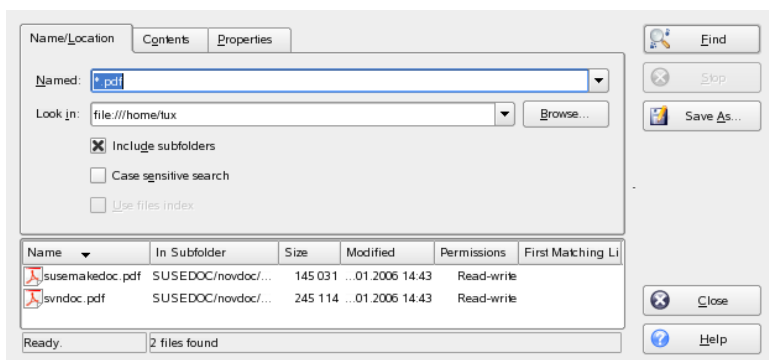 Name/Location Contents Properties
Named: *.pdf
Look in: file:///home/tux Browse...
Include subfolders
Case sensitive search
Use files index
Find
Stop
Save As...
Name In Subfolder Size Modified Permissions First Matching Li
susemakedoc.pdf SUSEDOC/novdoc/... 145 031 ...01.2006 14:43 Read-write
svndoc.pdf SUSEDOC/novdoc/... 245 114 ...01.2006 14:43 Read-write
Ready. 2 files found
Close
Help